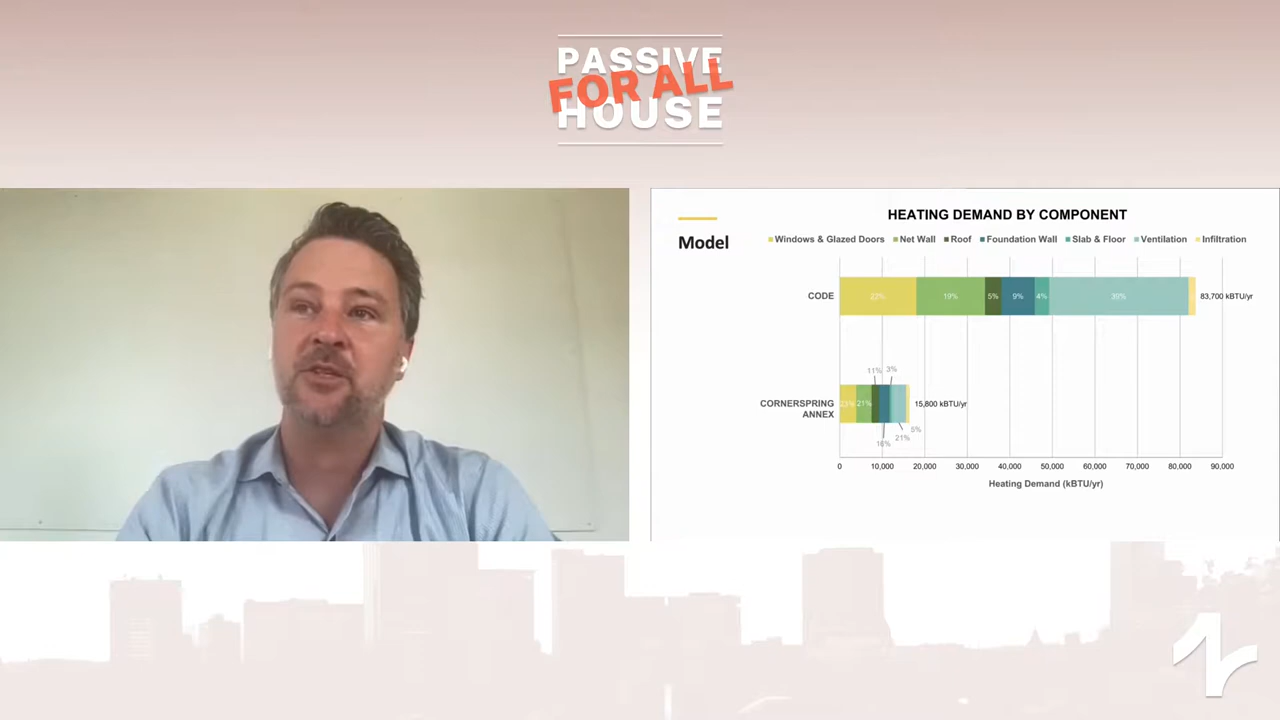 PASSIVE
FOR ALL
HOUSE
Model
HEATING DEMAND BY COMPONENT
Windows & Glazed Doors Net Wall Roof Foundation Wall Slab & Floor Ventilation Infiltration
CODE
22% 19% 5% 9% 4% 39%
83,700 kBTU/yr
11% 3%
CORNERSPRING
ANNEX
23% 21%
15,800 kBTU/yr
5%
21%
16%
0 10,000 20,000 30,000 40,000 50,000 60,000 70,000 80,000 90,000
Heating Demand (kBTU/yr)